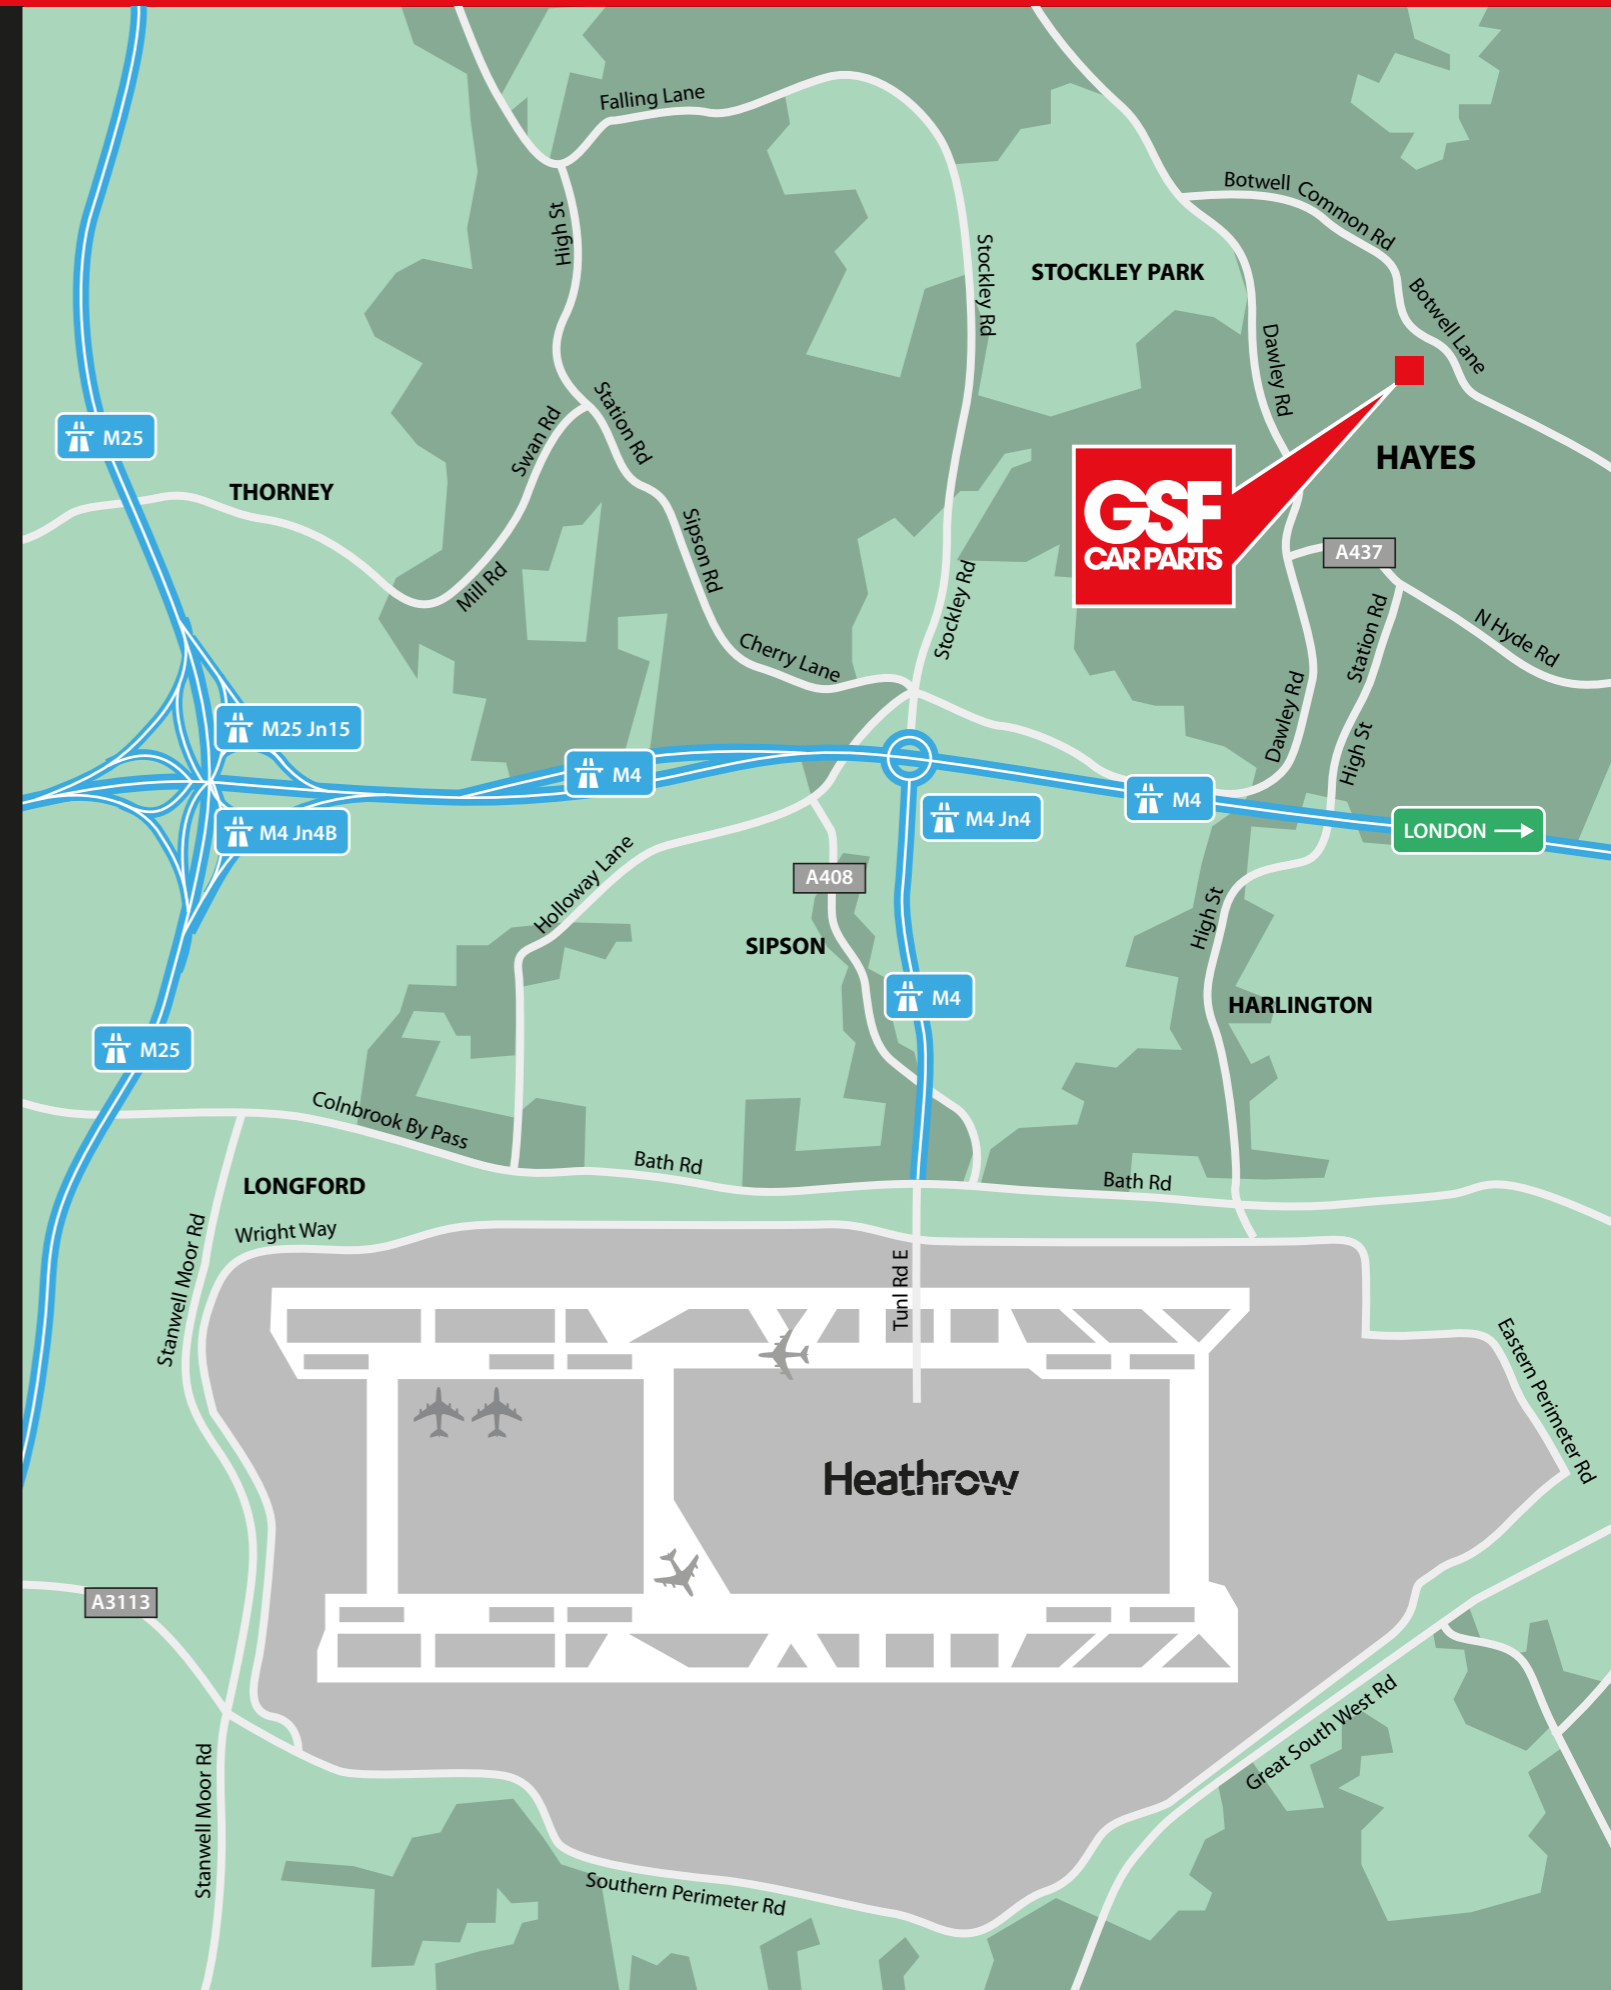 Falling Lane
Botwell Common Rd
High St
Stockley Rd
STOCKLEY PARK
Botwell Lane
Dawley Rd
M25
Swan Rd
Station Rd
HAYES
THORNEY
GSF
CAR PARTS
Sipson Rd
A437
Mill Rd
Stockley Rd
Station Rd
N Hyde Rd
Cherry Lane
Dawley Rd
M25 Jn15
High St
M4
M4
M4 Jn4
M4 Jn4B
LONDON
Holloway Lane
A408
High St
SIPSON
M4
HARLINGTON
M25
Colnbrook By Pass
Bath Rd
Bath Rd
LONGFORD
Wright Way
Stanwell Moor Rd
Tunl Rd E
Eastern Perimeter Rd
Heathrow
A3113
Great South West Rd
Stanwell Moor Rd
Southern Perimeter Rd